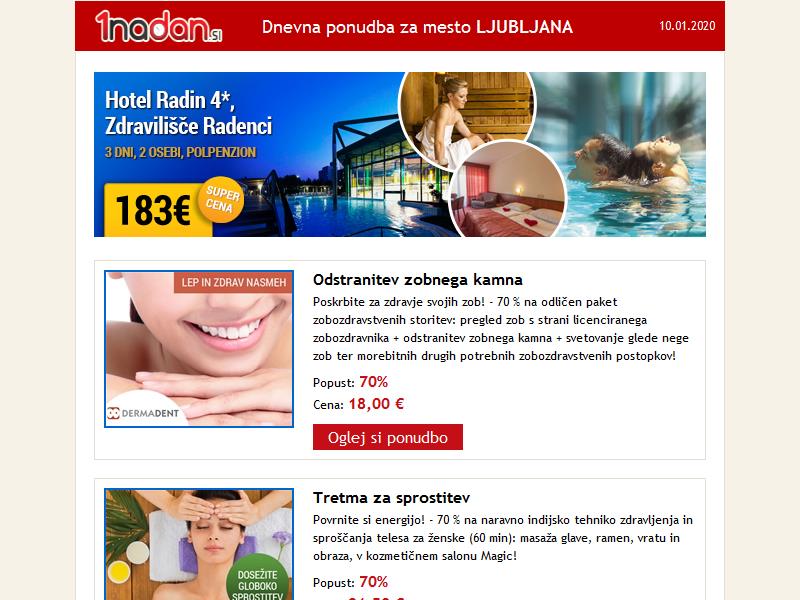 1nadan.si
Dnevna ponudba za mesto LJUBLJANA
10.01.2020
Hotel Radin 4*,
Zdravilišče Radenci
3 DNI, 2 OSEBI, POLPENZION
183€
SUPER
CENA
LEP IN ZDRAV NASMEH
DERMADENT
Odstranitev zobnega kamna
Poskrbite za zdravje svojih zob! - 70 % na odličen paket
zobozdravstvenih storitev: pregled zob s strani licenciranega
zobozdravnika + odstranitev zobnega kamna + svetovanje glede nege
zob ter morebitnih drugih potrebnih zobozdravstvenih postopkov!
Popust: 70%
Cena: 18,00 €
Oglej si ponudbo
DOSEŽITE
GLOBOKO
SPROSTITEV
Tretma za sprostitev
Povrnite si energijo! - 70 % na naravno indijsko tehniko zdravljenja in
sproščanja telesa za ženske (60 min): masaža glave, ramen, vratu in
obraza, v kozmetičnem salonu Magic!
Popust: 70%